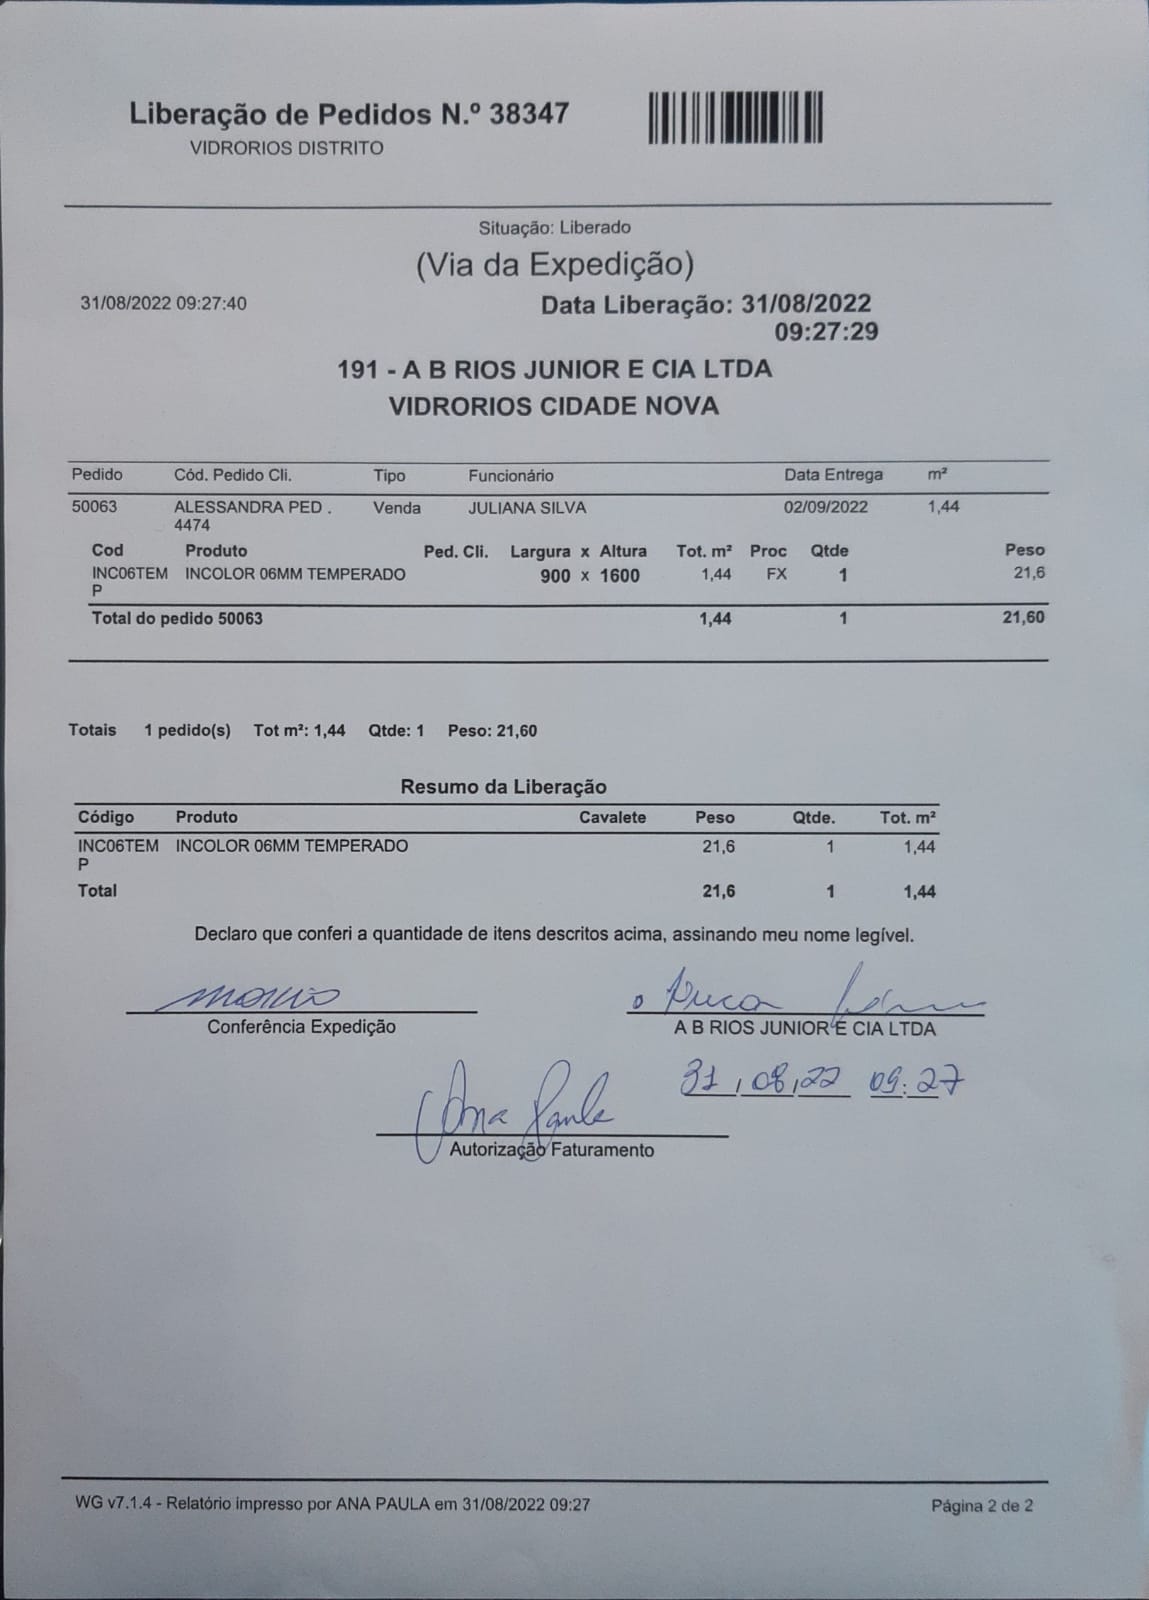 Liberação de Pedidos N.º 38347
VIDRORIOS DISTRITO
Situação: Liberado
(Via da Expedição)
31/08/2022 09:27:40 Data Liberação: 31/08/2022
09:27:29
191 - A B RIOS JUNIOR E CIA LTDA
VIDRORIOS CIDADE NOVA
Pedido Cód. Pedido Cli. Tipo Funcionário Data Entrega m²
50063 ALESSANDRA PED . Venda JULIANA SILVA 02/09/2022 1,44
4474
Cod Produto Ped. Cli. Largura x Altura Tot. m² Proc Qtde Peso
INC06TEM INCOLOR 06MM TEMPERADO 900 x 1600 1,44 FX 1 21,6
P
Total do pedido 50063 1,44 1 21,60
Totais 1 pedido(s) Tot m²: 1,44 Qtde: 1 Peso: 21,60
Resumo da Liberação
Código Produto Cavalete Peso Qtde. Tot. m²
INC06TEM INCOLOR 06MM TEMPERADO 21,6 1 1,44
P
Total 21,6 1 1,44
Declaro que conferi a quantidade de itens descritos acima, assinando meu nome legível.
Conferência Expedição A B RIOS JUNIOR E CIA LTDA
31/08/22 09:27
Ana Paula
Autorização Faturamento
WG v7.1.4 - Relatório impresso por ANA PAULA em 31/08/2022 09:27 Página 2 de 2